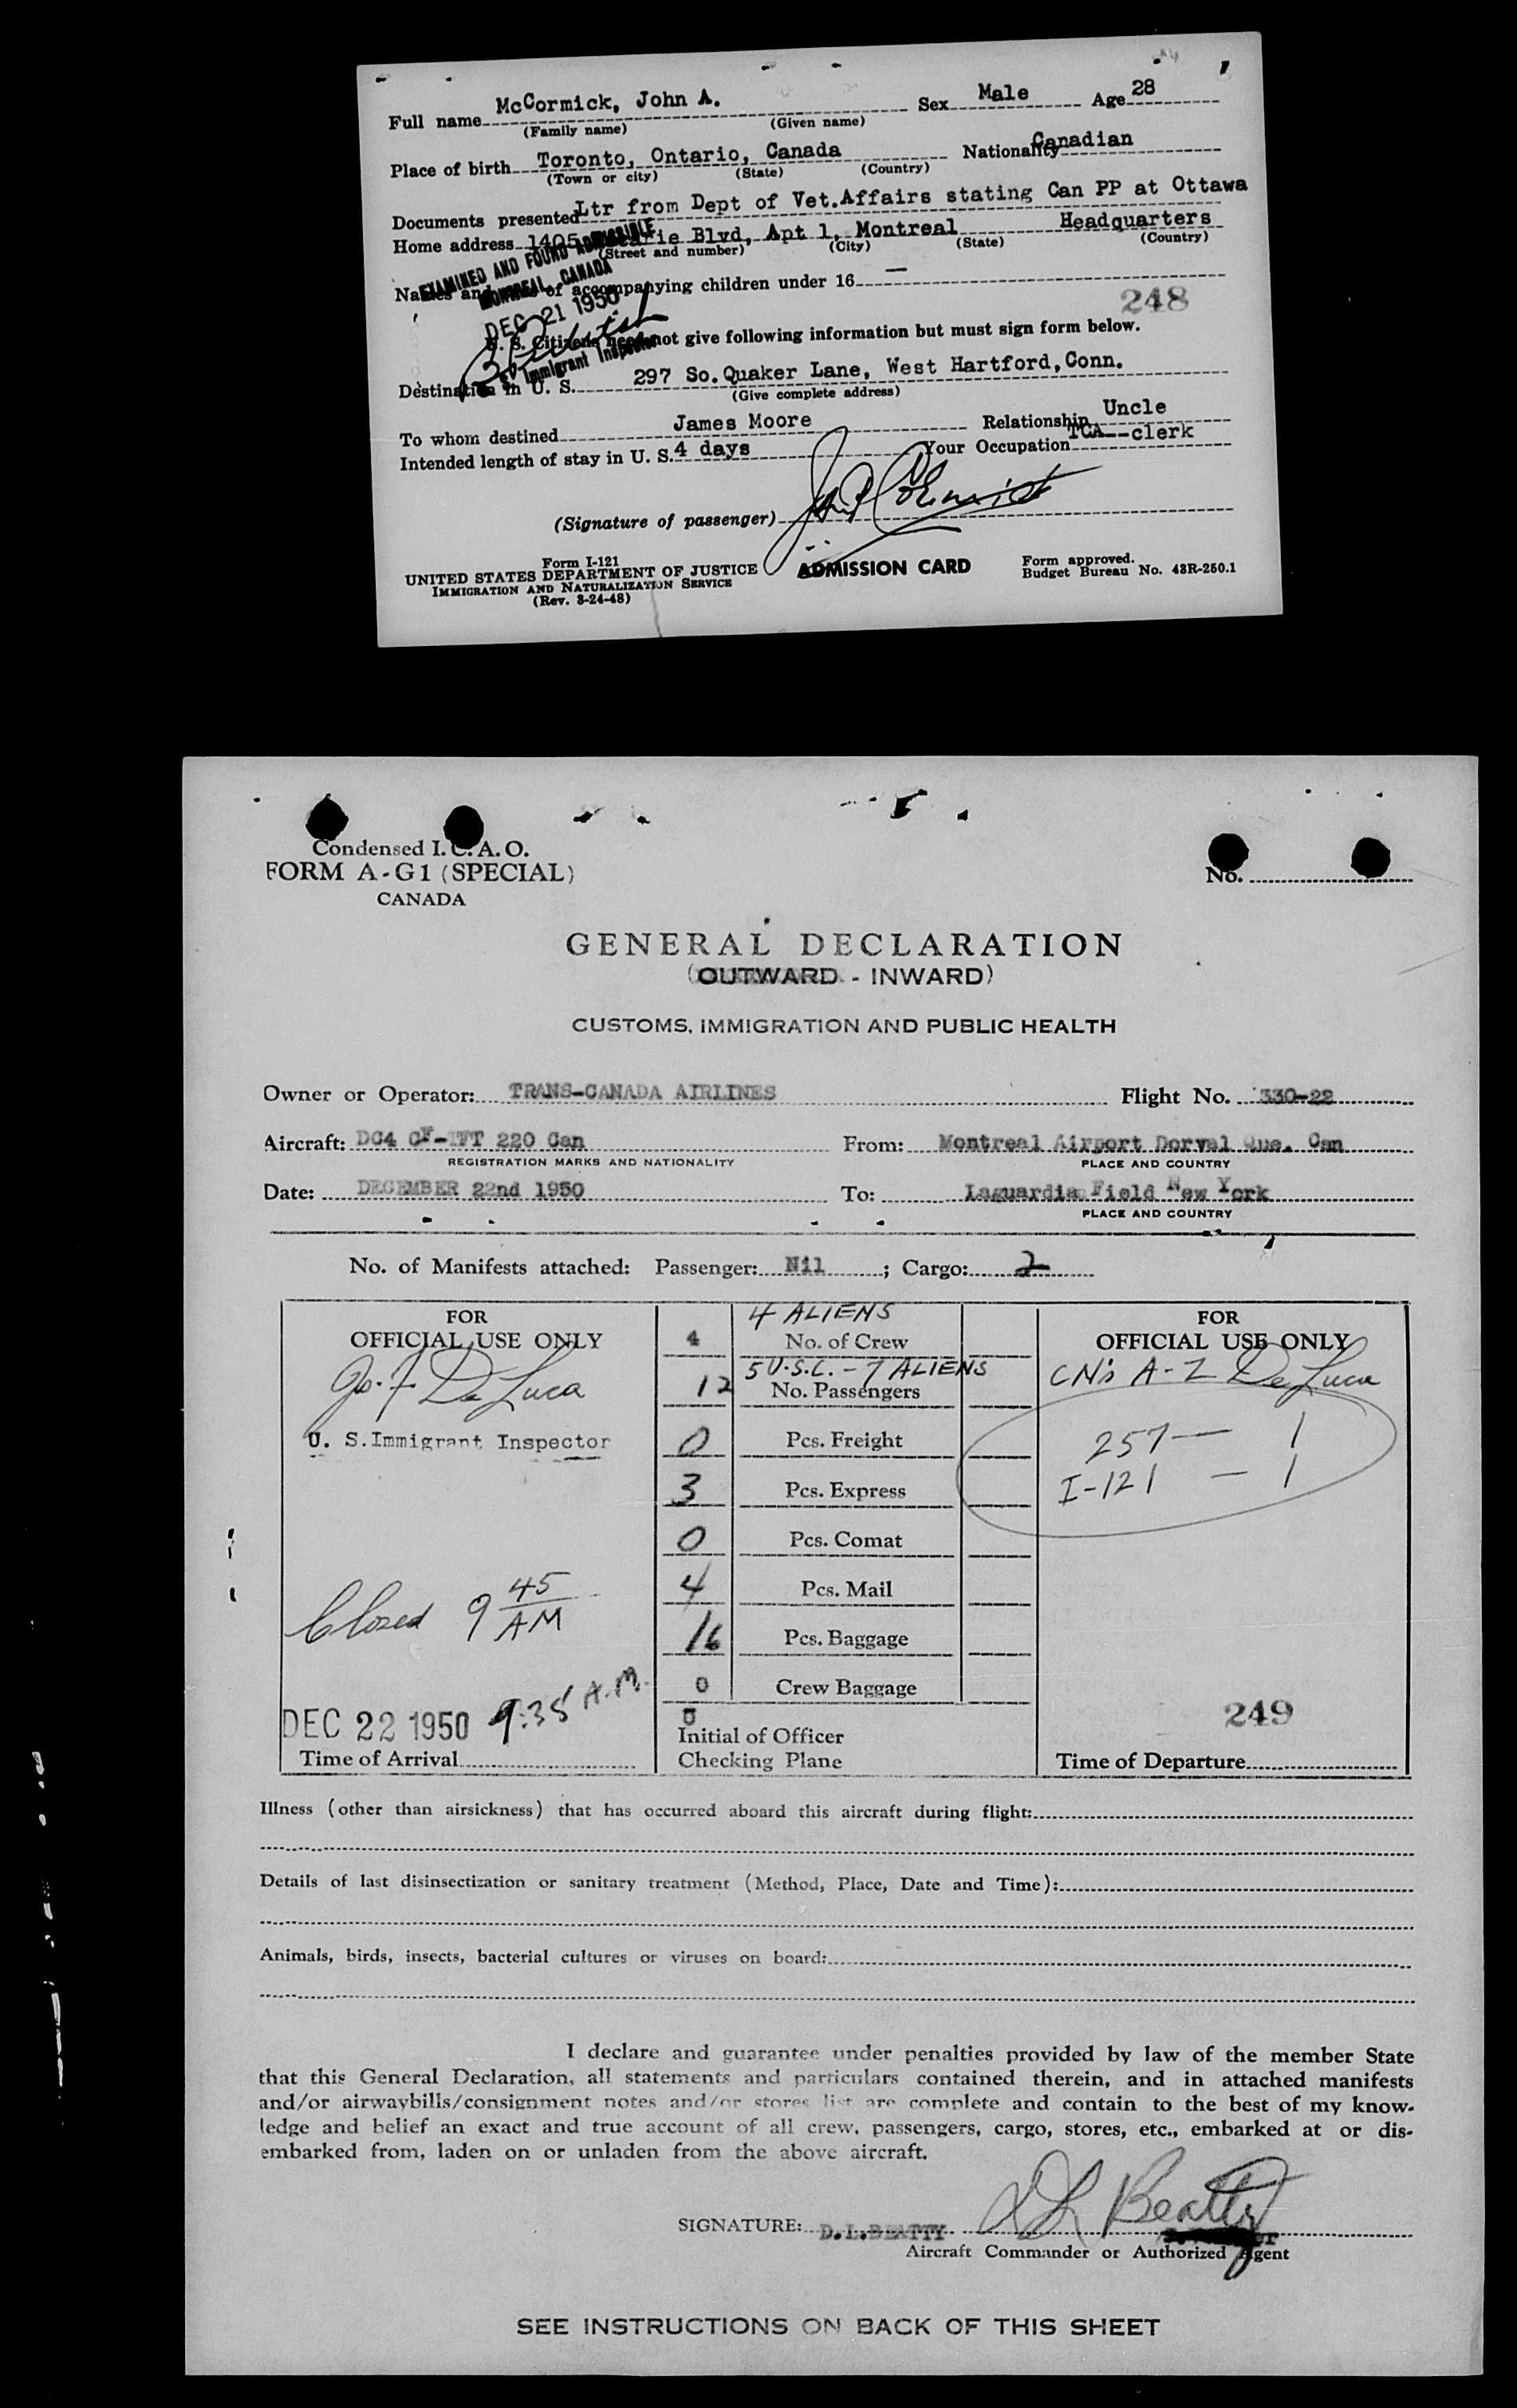 Full name McCormick, John A. Sex Male Age 28
(Family name) (Given name)
Place of birth Toronto, Ontario, Canada Nationality Canadian
(Town or city) (State) (Country)
Documents presented Ltr from Dept of Vet.Affairs stating Can PP at Ottawa
Home address 1405 Blvd, Apt 1, Montreal Headquarters
(Street and number) (City) (State) (Country)
EXAMINED AND FOUND ADMISSIBLE
MONTREAL, CANADA
Names and of accompanying children under 16 —
DEC 21 1950
248
U. S. Citizens need not give following information but must sign form below.
Immigrant Inspector
Destination in U. S. 297 So. Quaker Lane, West Hartford, Conn.
(Give complete address)
To whom destined James Moore Relationship Uncle
Intended length of stay in U. S. 4 days Your Occupation TCA--clerk
(Signature of passenger)
Form I-121
UNITED STATES DEPARTMENT OF JUSTICE
IMMIGRATION AND NATURALIZATION SERVICE
(Rev. 3-24-48)
ADMISSION CARD
Form approved.
Budget Bureau No. 43R-250.1
Condensed I.C.A.O.
FORM A-G1 (SPECIAL)
CANADA
No.
GENERAL DECLARATION
(OUTWARD - INWARD)
CUSTOMS, IMMIGRATION AND PUBLIC HEALTH
Owner or Operator: TRANS-CANADA AIRLINES Flight No. 330-22
Aircraft: DC4 CF-TFT 220 Can From: Montreal Airport Dorval Que. Can
REGISTRATION MARKS AND NATIONALITY PLACE AND COUNTRY
Date: DECEMBER 22nd 1950 To: Laguardia Field New York
PLACE AND COUNTRY
No. of Manifests attached: Passenger: Nil ; Cargo: 2
FOR
OFFICIAL USE ONLY
De Luca
U. S. Immigrant Inspector
Closed 9 45 AM
DEC 22 1950 9:35 A.M.
Time of Arrival
4 ALIENS
4 No. of Crew
5 U.S.C. - 7 ALIENS
12 No. Passengers
0 Pcs. Freight
3 Pcs. Express
0 Pcs. Comat
4 Pcs. Mail
16 Pcs. Baggage
0 Crew Baggage
0
Initial of Officer
Checking Plane
FOR
OFFICIAL USE ONLY
CN's A-Z De Luca
257 — 1
I-121 — 1
249
Time of Departure
Illness (other than airsickness) that has occurred aboard this aircraft during flight:
Details of last disinsectization or sanitary treatment (Method, Place, Date and Time):
Animals, birds, insects, bacterial cultures or viruses on board:
I declare and guarantee under penalties provided by law of the member State
that this General Declaration, all statements and particulars contained therein, and in attached manifests
and/or airwaybills/consignment notes and/or stores list are complete and contain to the best of my know-
ledge and belief an exact and true account of all crew, passengers, cargo, stores, etc., embarked at or dis-
embarked from, laden on or unladen from the above aircraft.
SIGNATURE: D.L.BEATTY D L Beatty
Aircraft Commander or Authorized Agent
SEE INSTRUCTIONS ON BACK OF THIS SHEET